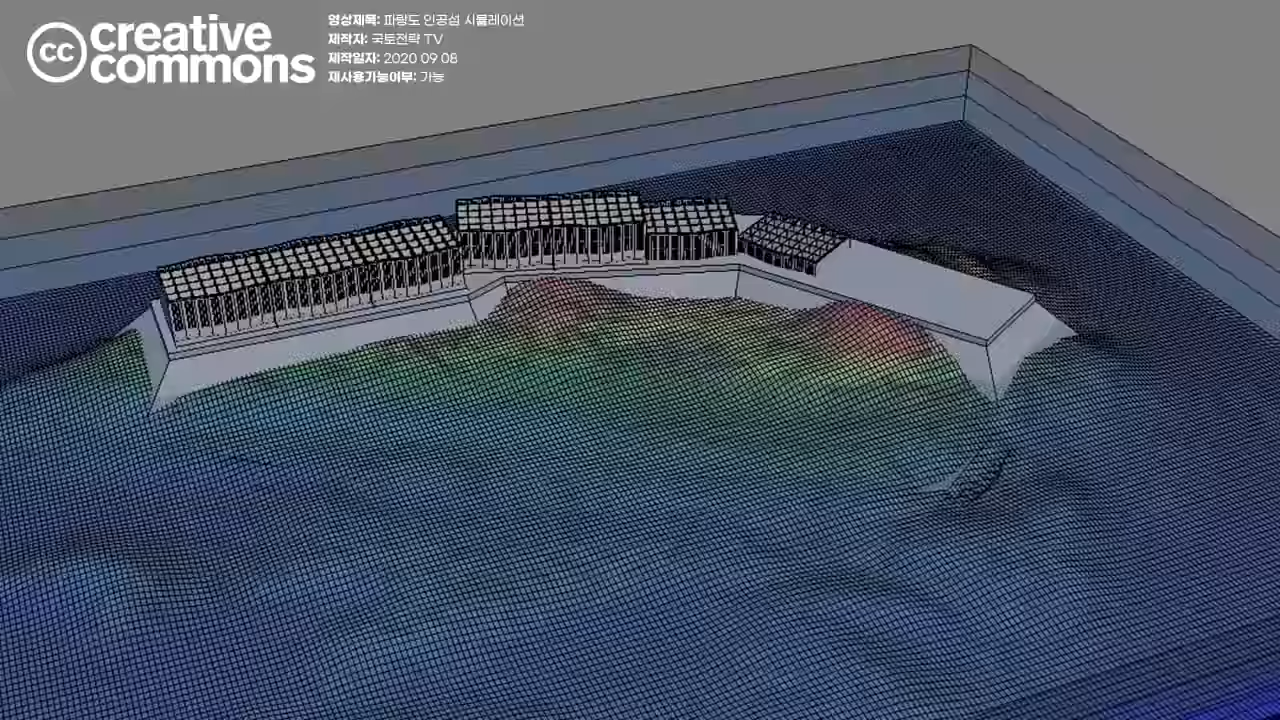 cc creative
commons
영상제목: 파랑도 인공섬 시뮬레이션
제작자: 국토전략 TV
제작일자: 2020 09 08
재사용가능여부: 가능